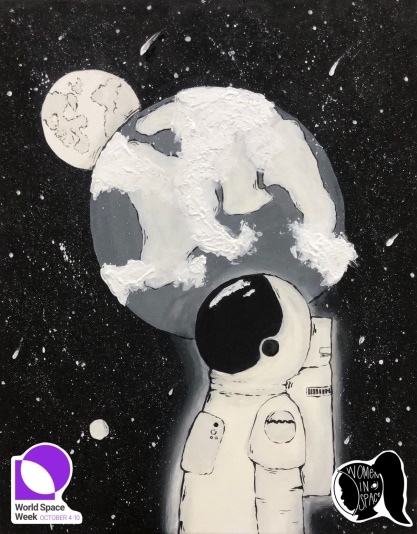 World Space
Week OCTOBER 4-10
WOMEN
IN
SPACE